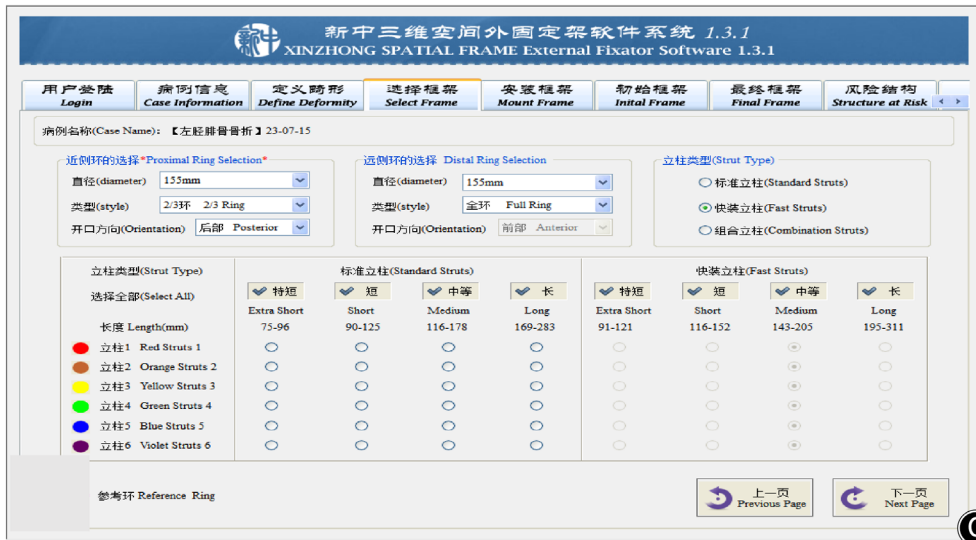 新中三维空间外固定架软件系统 1.3.1
XINZHONG SPATIAL FRAME External Fixator Software 1.3.1
用户登陆 病例信息 定义畸形 选择框架 安装框架 初始框架 最终框架 风险结构
Login Case Information Define Deformity Select Frame Mount Frame Inital Frame Final Frame Structure at Risk
病例名称(Case Name): 【左胫腓骨骨折】23-07-15
近侧环的选择*Proximal Ring Selection* 远侧环的选择 Distal Ring Selection 立柱类型(Strut Type)
直径(diameter) 155mm 直径(diameter) 155mm 标准立柱(Standard Struts)
类型(style) 2/3环 2/3 Ring 类型(style) 全环 Full Ring 快装立柱(Fast Struts)
开口方向(Orientation) 后部 Posterior 开口方向(Orientation) 前部 Anterior 组合立柱(Combination Struts)
立柱类型(Strut Type) 标准立柱(Standard Struts) 快装立柱(Fast Struts)
选择全部(Select All) 特短 短 中等 长 特短 短 中等 长
Extra Short Short Medium Long Extra Short Short Medium Long
长度 Length(mm) 75-96 90-125 116-178 169-283 91-121 116-152 143-205 195-311
立柱1 Red Struts 1
立柱2 Orange Struts 2
立柱3 Yellow Struts 3
立柱4 Green Struts 4
立柱5 Blue Struts 5
立柱6 Violet Struts 6
参考环 Reference Ring 上一页 下一页
Previous Page Next Page